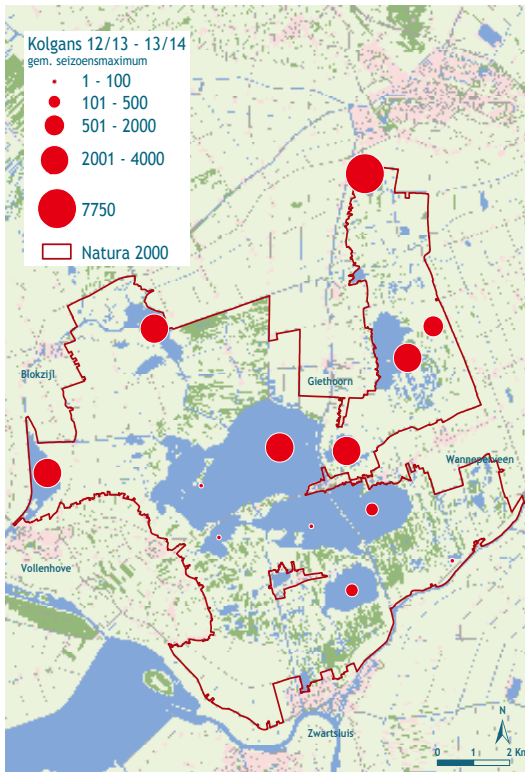 Kolgans 12/13 - 13/14
gem. seizoensmaximum
1 - 100
101 - 500
501 - 2000
2001 - 4000
7750
Natura 2000
Blokzijl
Giethoorn
Wanneperveen
Vollenhove
Zwartsluis
N
0 1 2 Km